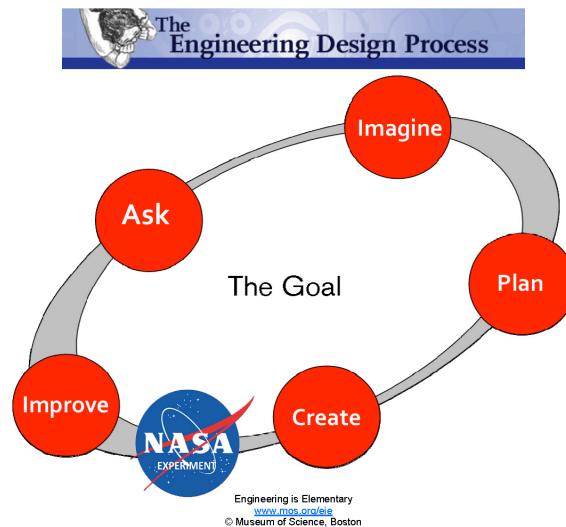 The
Engineering Design Process
Imagine
Ask
The Goal
Plan
Improve
Create
NASA
EXPERIMENT
Engineering is Elementary
www.mos.org/eie
© Museum of Science, Boston